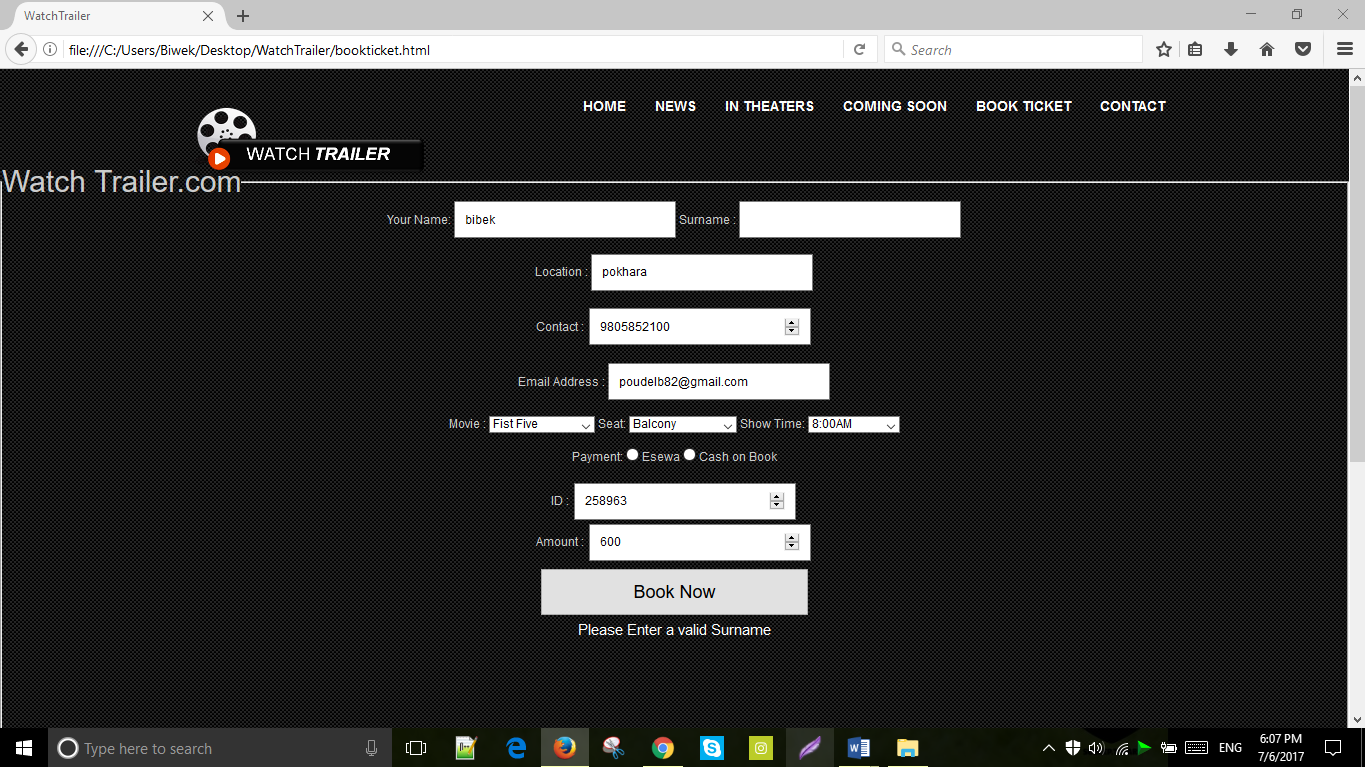 WatchTrailer
file:///C:/Users/Biwek/Desktop/WatchTrailer/bookticket.html
Search
HOME NEWS IN THEATERS COMING SOON BOOK TICKET CONTACT
WATCH TRAILER
Watch Trailer.com
Your Name: bibek Surname :
Location : pokhara
Contact : 9805852100
Email Address : poudelb82@gmail.com
Movie : Fist Five Seat: Balcony Show Time: 8:00AM
Payment: Esewa Cash on Book
ID : 258963
Amount : 600
Book Now
Please Enter a valid Surname
Type here to search
ENG
6:07 PM
7/6/2017